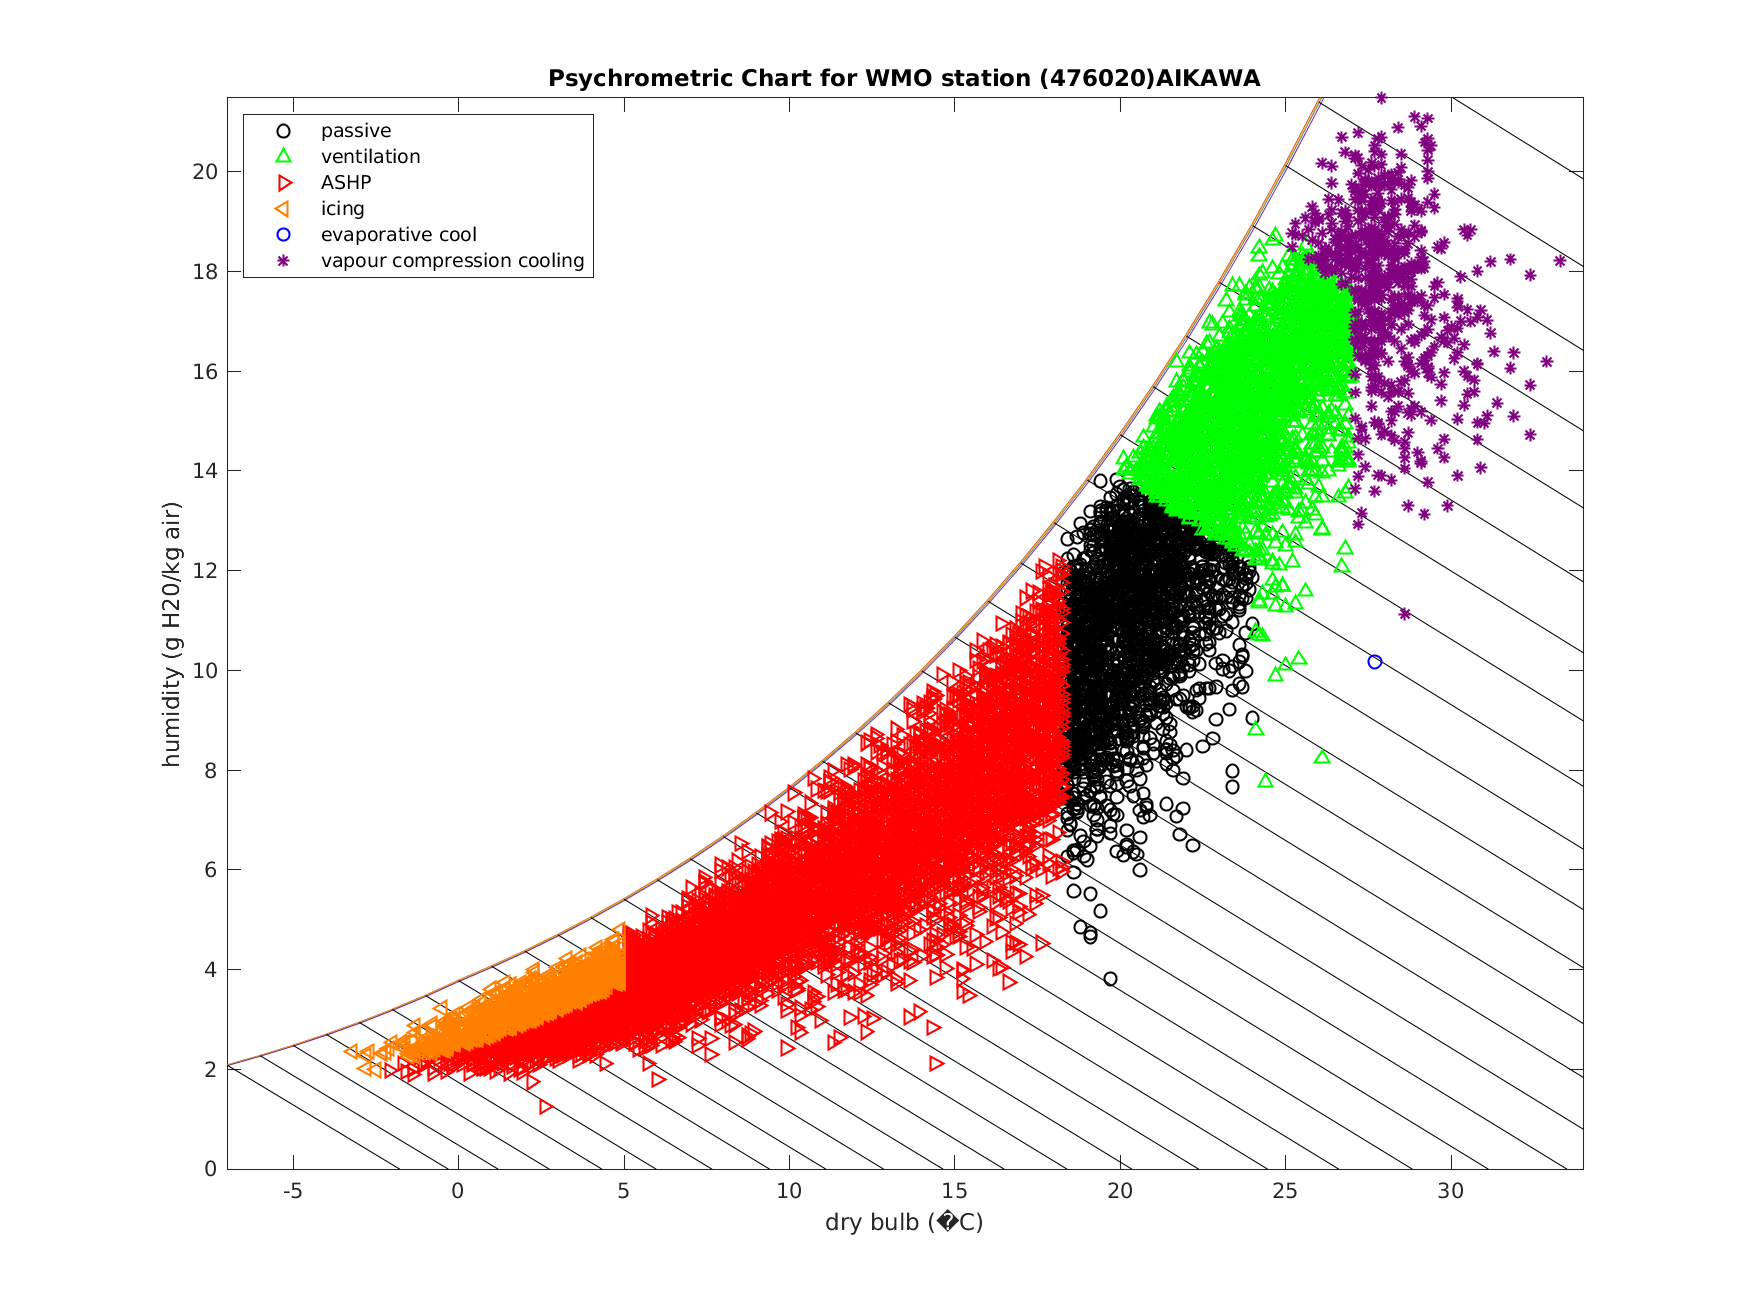 Psychrometric Chart for WMO station (476020)AIKAWA
passive
ventilation
ASHP
icing
evaporative cool
vapour compression cooling
humidity (g H20/kg air)
20
18
16
14
12
10
8
6
4
2
0
-5 0 5 10 15 20 25 30
dry bulb (�C)